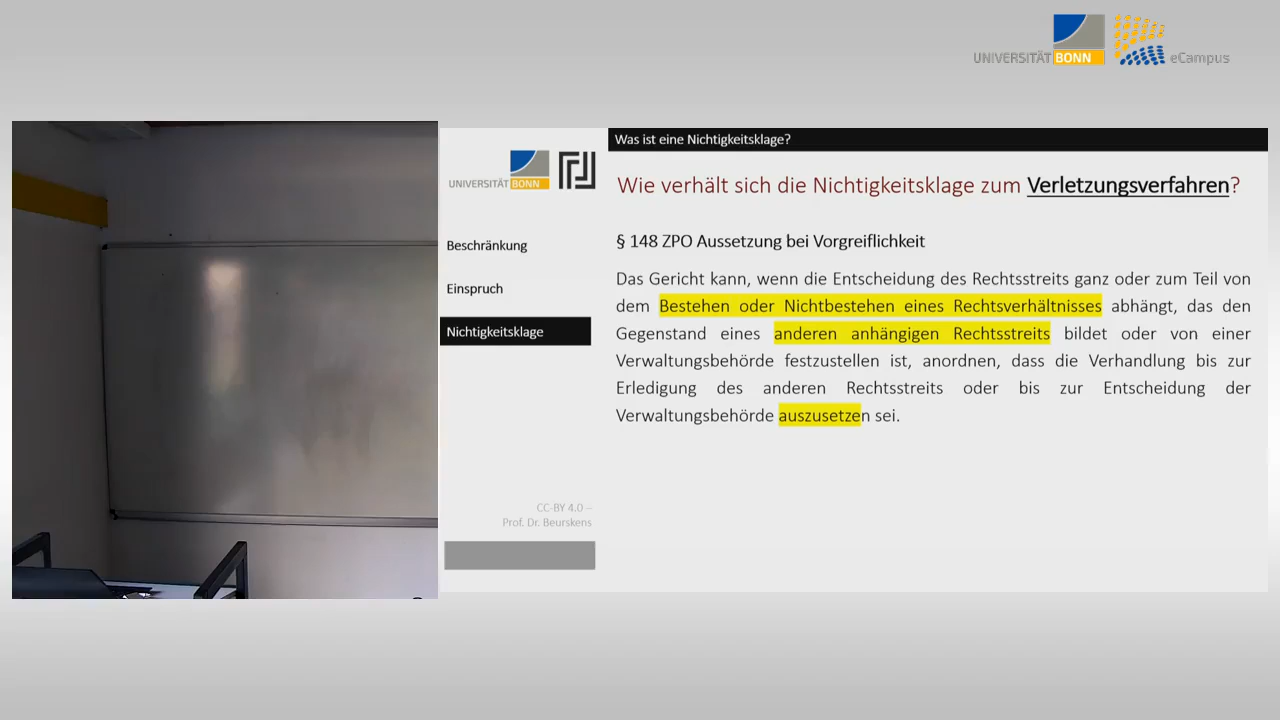 UNIVERSITÄT BONN eCampus
Was ist eine Nichtigkeitsklage?
UNIVERSITÄT BONN
Wie verhält sich die Nichtigkeitsklage zum Verletzungsverfahren?
Beschränkung
Einspruch
Nichtigkeitsklage
§ 148 ZPO Aussetzung bei Vorgreiflichkeit
Das Gericht kann, wenn die Entscheidung des Rechtsstreits ganz oder zum Teil von
dem Bestehen oder Nichtbestehen eines Rechtsverhältnisses abhängt, das den
Gegenstand eines anderen anhängigen Rechtsstreits bildet oder von einer
Verwaltungsbehörde festzustellen ist, anordnen, dass die Verhandlung bis zur
Erledigung des anderen Rechtsstreits oder bis zur Entscheidung der
Verwaltungsbehörde auszusetzen sei.
CC-BY 4.0 –
Prof. Dr. Beurskens